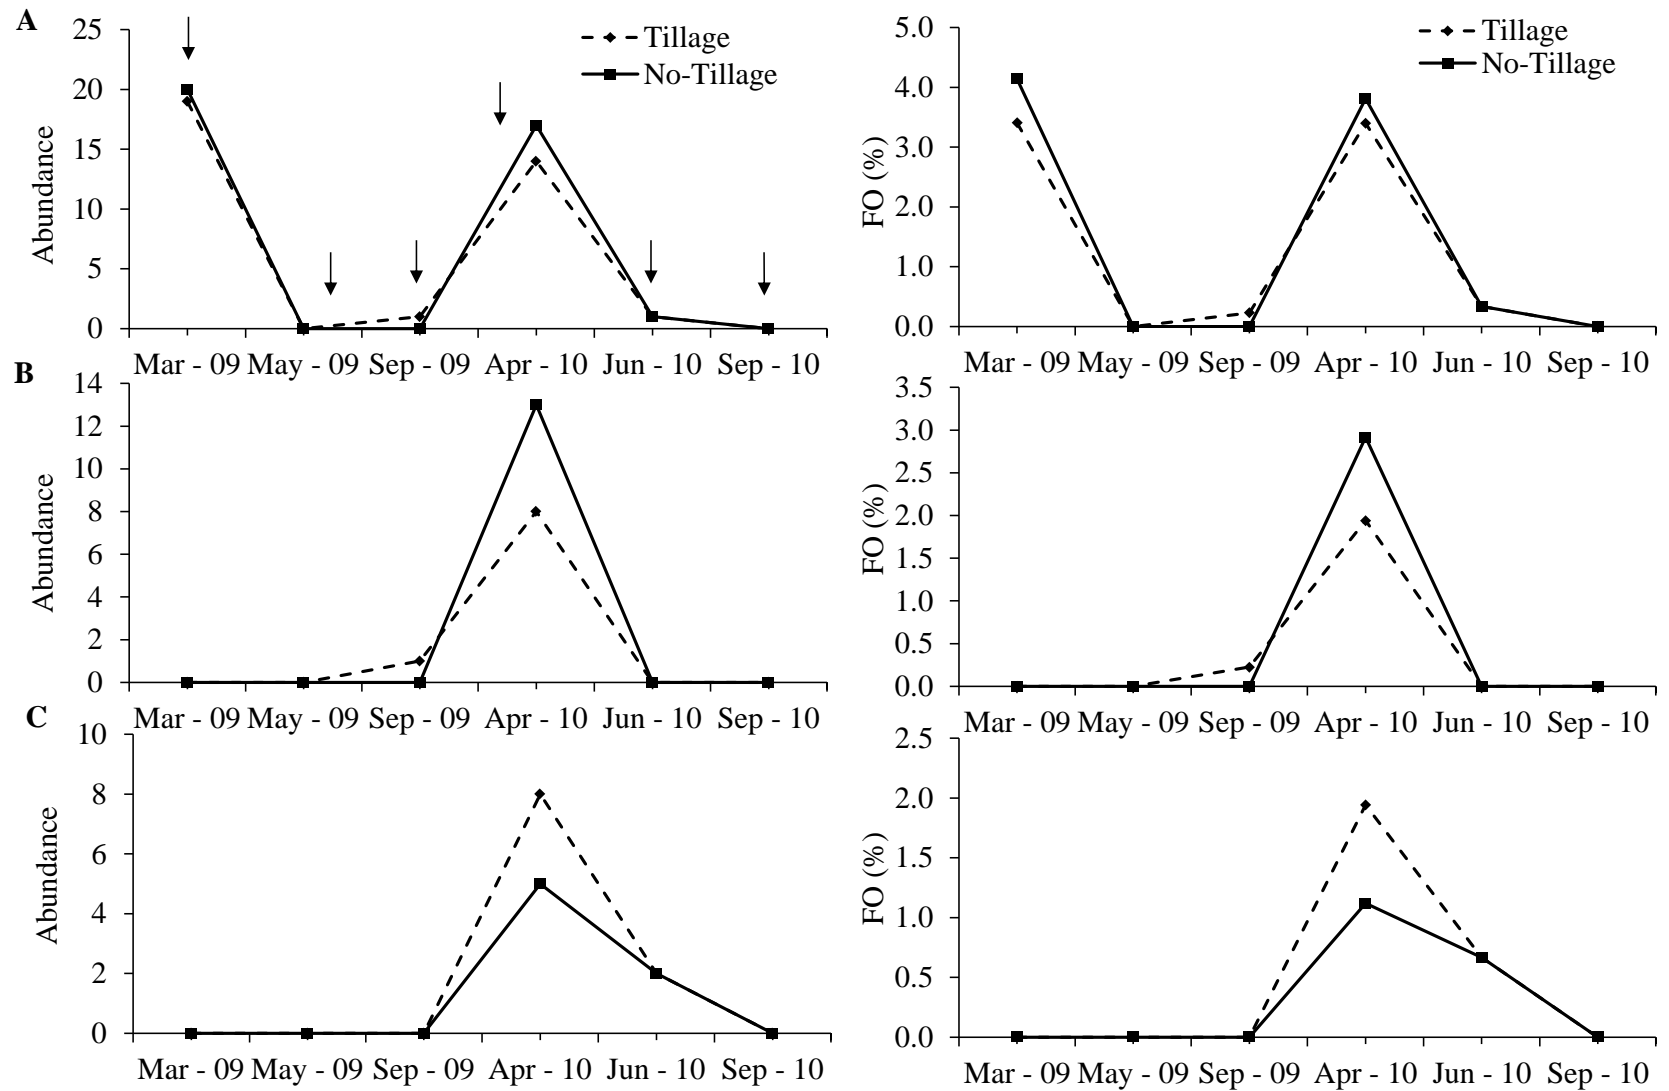 A
25
20
15
10
5
0
Abundance
Tillage
No-Tillage
Mar - 09 May - 09 Sep - 09 Apr - 10 Jun - 10 Sep - 10
5.0
4.0
3.0
2.0
1.0
0.0
FO (%)
Tillage
No-Tillage
Mar - 09 May - 09 Sep - 09 Apr - 10 Jun - 10 Sep - 10
B
14
12
10
8
6
4
2
0
Abundance
Mar - 09 May - 09 Sep - 09 Apr - 10 Jun - 10 Sep - 10
3.5
3.0
2.5
2.0
1.5
1.0
0.5
0.0
FO (%)
Mar - 09 May - 09 Sep - 09 Apr - 10 Jun - 10 Sep - 10
C
10
8
6
4
2
0
Abundance
Mar - 09 May - 09 Sep - 09 Apr - 10 Jun - 10 Sep - 10
2.5
2.0
1.5
1.0
0.5
0.0
FO (%)
Mar - 09 May - 09 Sep - 09 Apr - 10 Jun - 10 Sep - 10